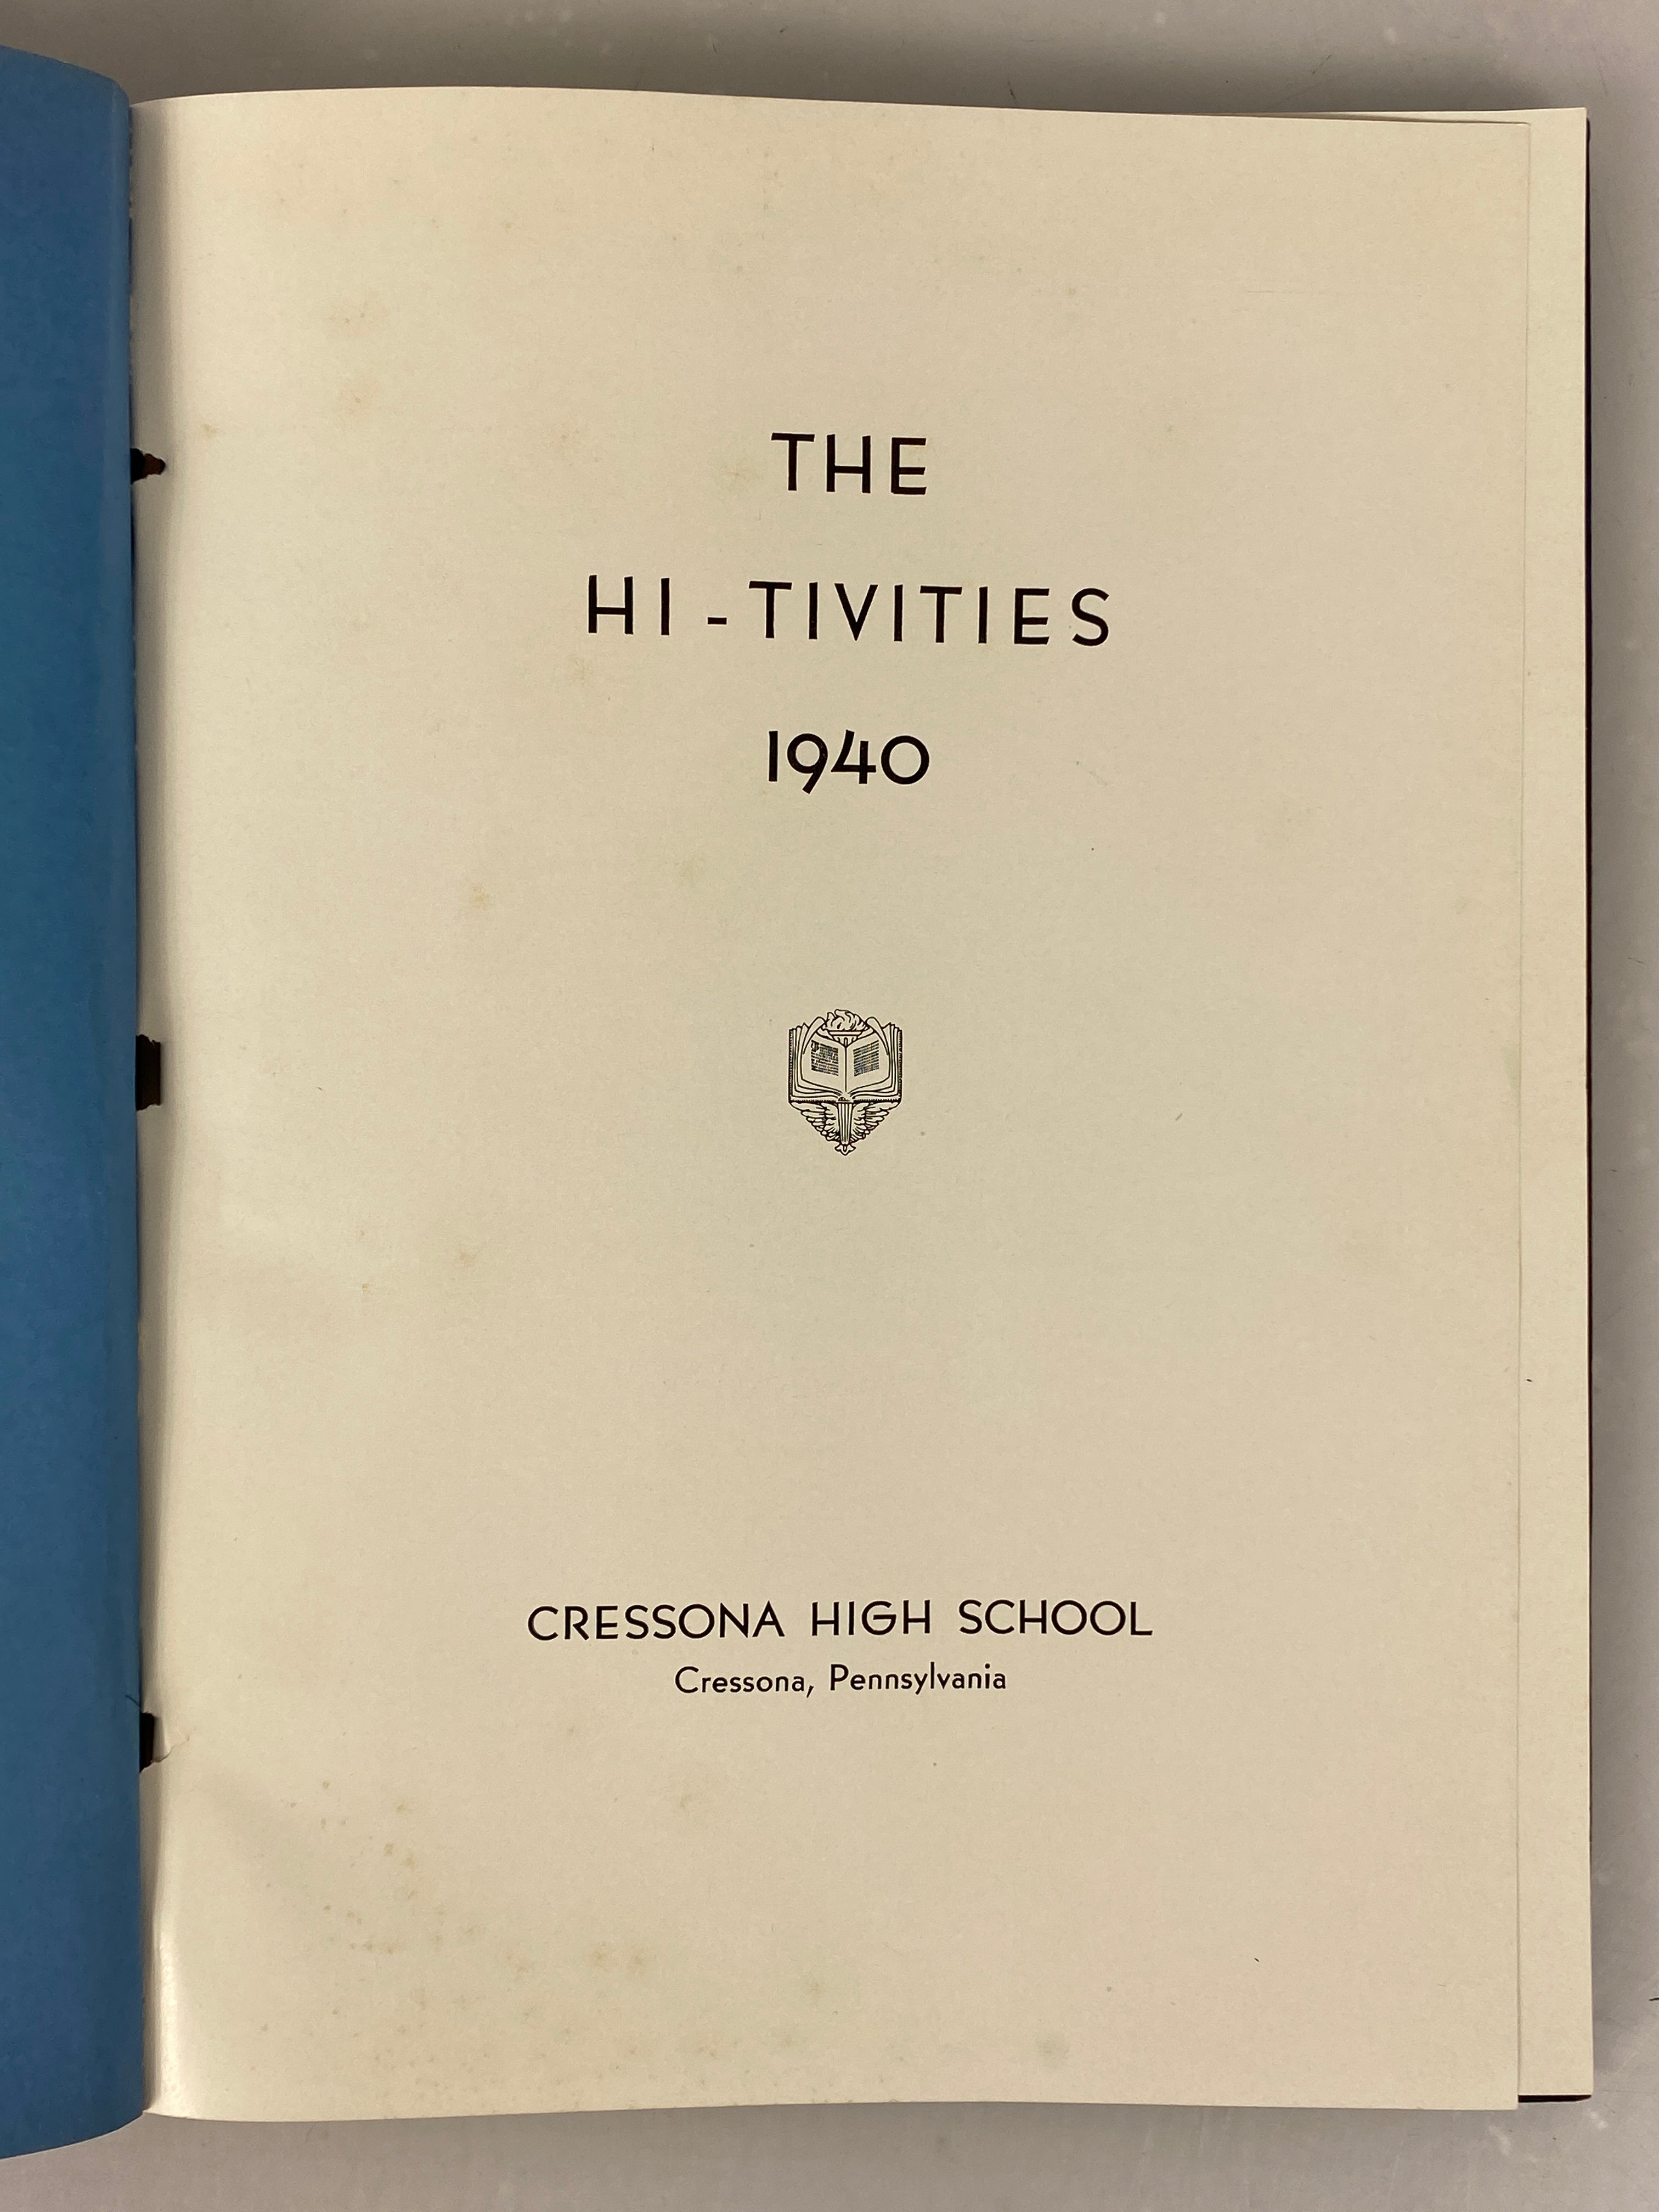 THE
HI-TIVITIES
1940
CRESSONA HIGH SCHOOL
Cressona, Pennsylvania